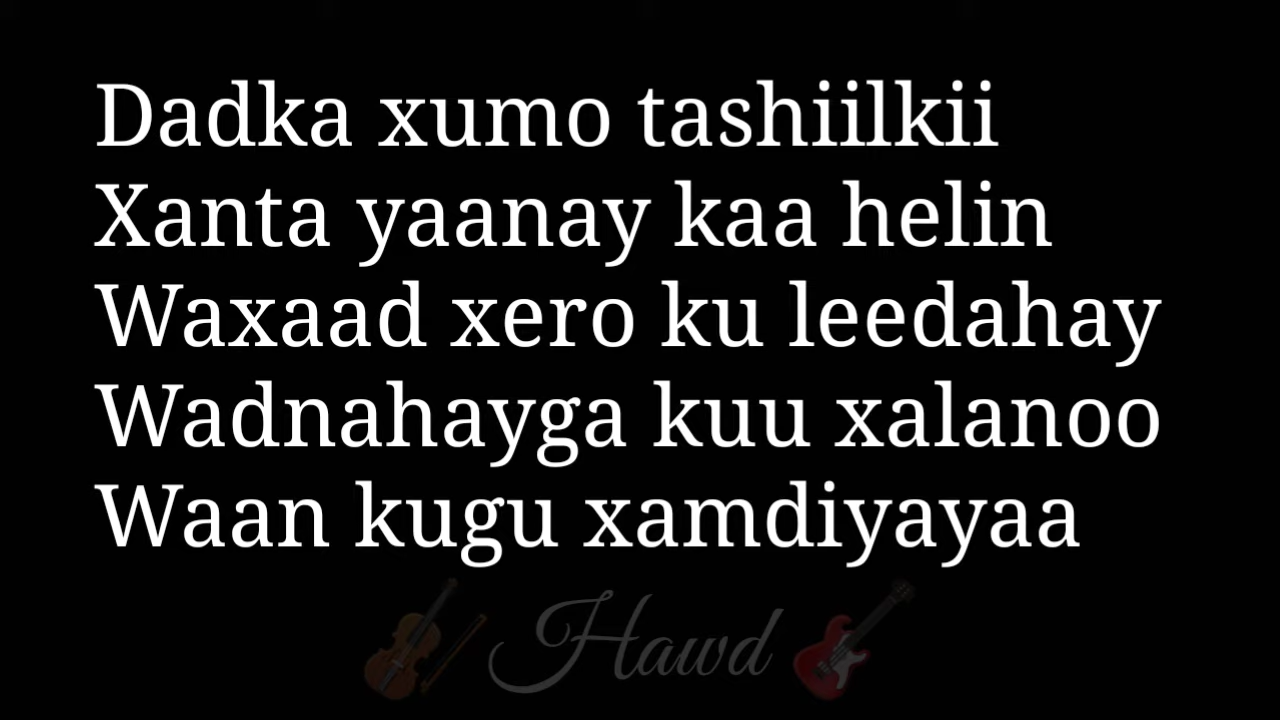 Dadka xumo tashiilkii
Xanta yaanay kaa helin
Waxaad xero ku leedahay
Wadnahayga kuu xalanoo
Waan kugu xamdiyayaa
Hawd